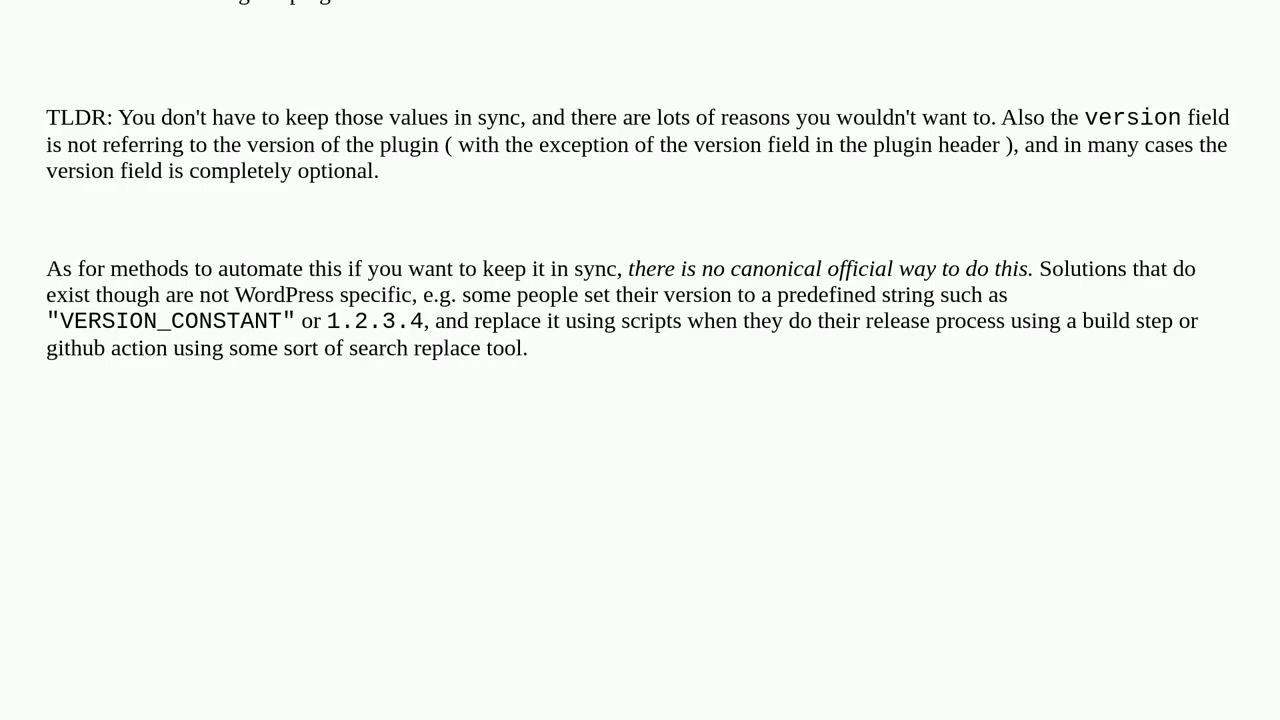 TLDR: You don't have to keep those values in sync, and there are lots of reasons you wouldn't want to. Also the version field
is not referring to the version of the plugin ( with the exception of the version field in the plugin header ), and in many cases the
version field is completely optional.
As for methods to automate this if you want to keep it in sync, there is no canonical official way to do this. Solutions that do
exist though are not WordPress specific, e.g. some people set their version to a predefined string such as
"VERSION_CONSTANT" or 1.2.3.4, and replace it using scripts when they do their release process using a build step or
github action using some sort of search replace tool.